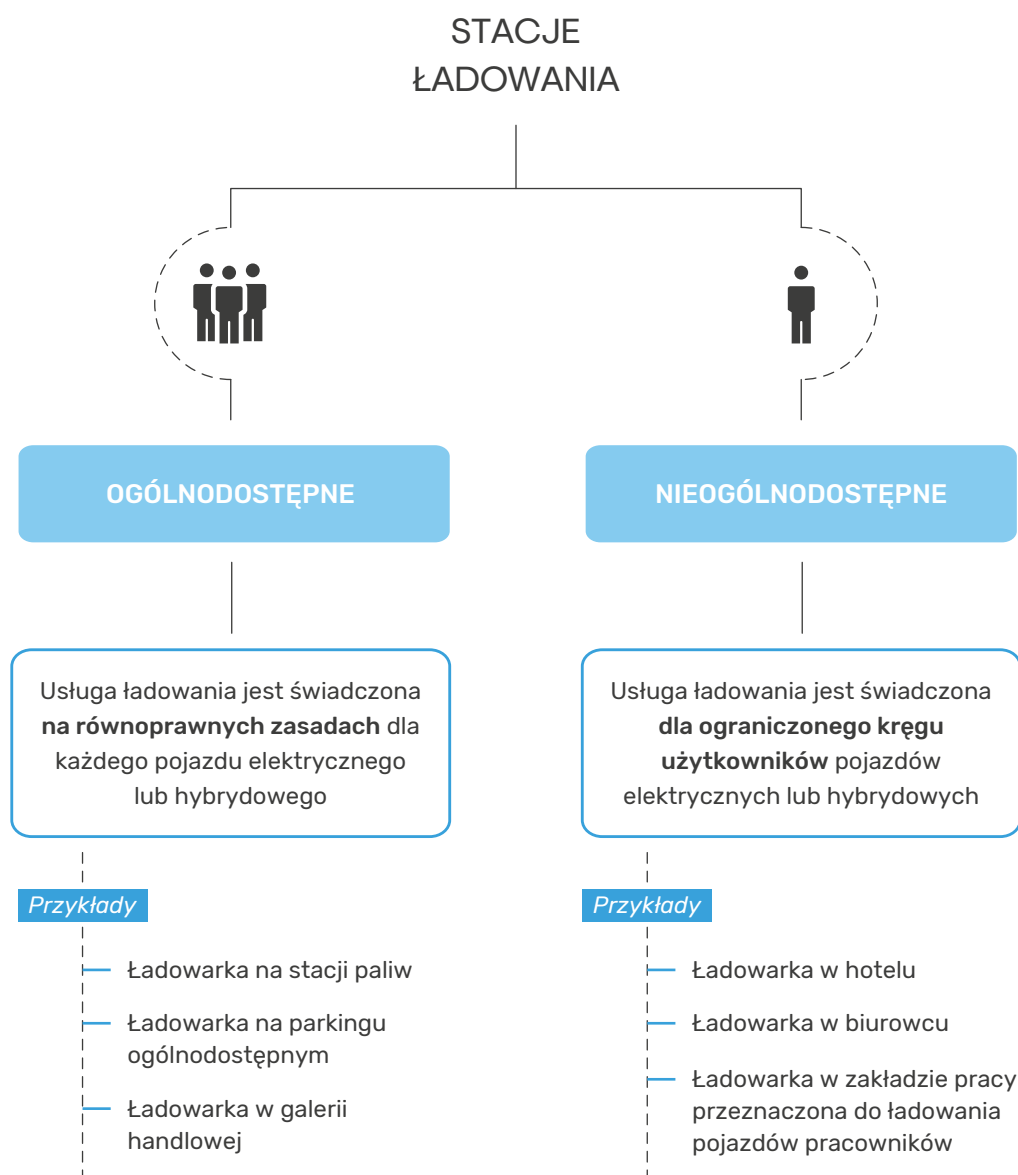 STACJE
ŁADOWANIA
OGÓLNODOSTĘPNE
Usługa ładowania jest świadczona
na równoprawnych zasadach dla
każdego pojazdu elektrycznego
lub hybrydowego
Przykłady
Ładowarka na stacji paliw
Ładowarka na parkingu
ogólnodostępnym
Ładowarka w galerii
handlowej
NIEOGÓLNODOSTĘPNE
Usługa ładowania jest świadczona
dla ograniczonego kręgu
użytkowników pojazdów
elektrycznych lub hybrydowych
Przykłady
Ładowarka w hotelu
Ładowarka w biurowcu
Ładowarka w zakładzie pracy
przeznaczona do ładowania
pojazdów pracowników